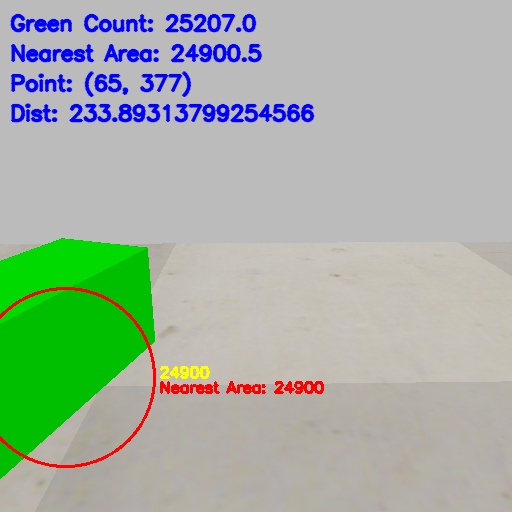 Green Count: 25207.0
Nearest Area: 24900.5
Point: (65, 377)
Dist: 233.89313799254566
24900
Nearest Area: 24900